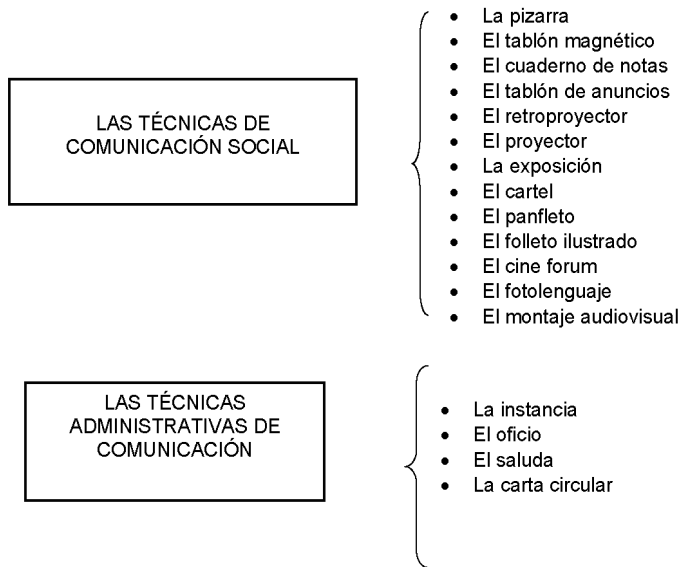 LAS TÉCNICAS DE
COMUNICACIÓN SOCIAL
• La pizarra
• El tablón magnético
• El cuaderno de notas
• El tablón de anuncios
• El retroproyector
• El proyector
• La exposición
• El cartel
• El panfleto
• El folleto ilustrado
• El cine forum
• El fotolenguaje
• El montaje audiovisual
LAS TÉCNICAS
ADMINISTRATIVAS DE
COMUNICACIÓN
• La instancia
• El oficio
• El saluda
• La carta circular